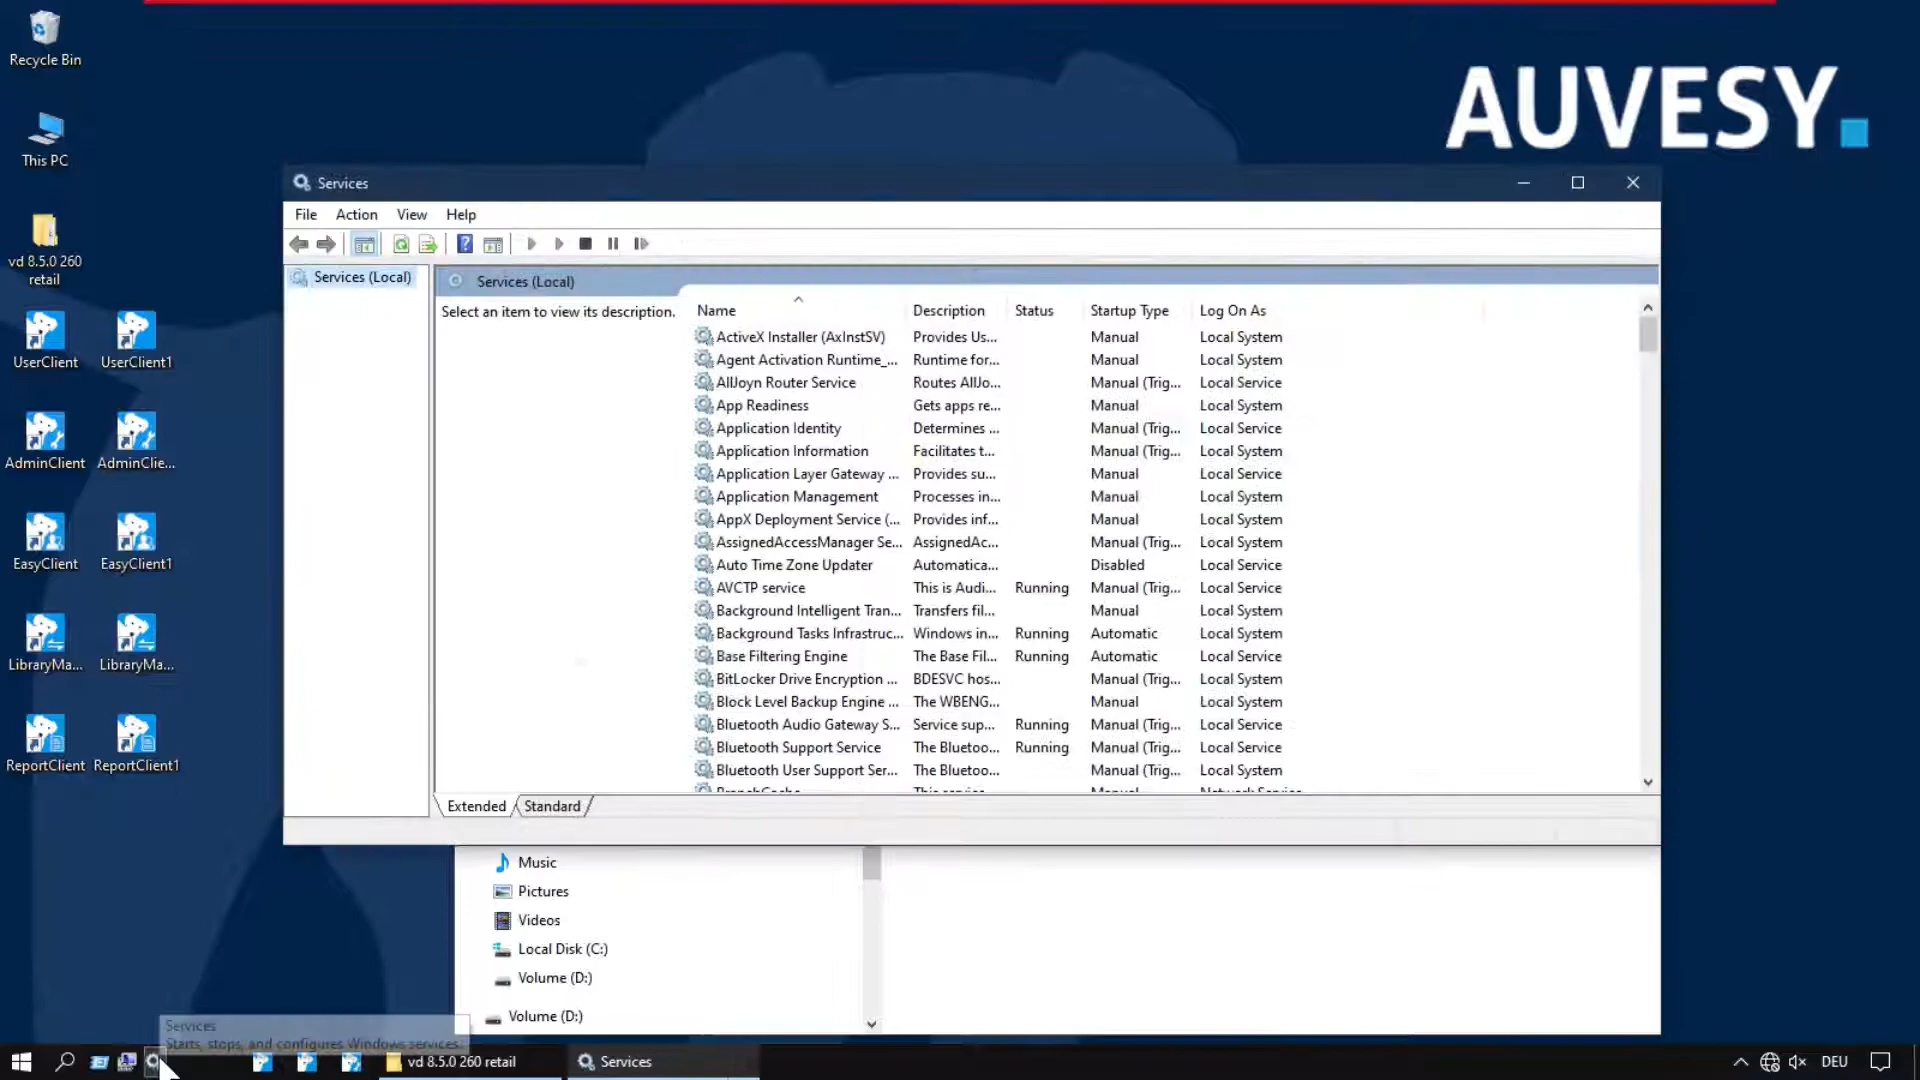 Recycle Bin
This PC
vd 8.5.0 260
retail
UserClient
UserClient1
AdminClient
AdminClie...
EasyClient
EasyClient1
LibraryMa...
LibraryMa...
ReportClient
ReportClient1
AUVESY.
Services
File Action View Help
Services (Local)
Services (Local)
Select an item to view its description.
Name Description Status Startup Type Log On As
ActiveX Installer (AxInstSV) Provides Us... Manual Local System
Agent Activation Runtime_... Runtime for... Manual Local System
AllJoyn Router Service Routes AllJo... Manual (Trig... Local Service
App Readiness Gets apps re... Manual Local System
Application Identity Determines ... Manual (Trig... Local Service
Application Information Facilitates t... Manual (Trig... Local System
Application Layer Gateway ... Provides su... Manual Local Service
Application Management Processes in... Manual Local System
AppX Deployment Service (... Provides inf... Manual Local System
AssignedAccessManager Se... AssignedAc... Manual (Trig... Local System
Auto Time Zone Updater Automatica... Disabled Local Service
AVCTP service This is Audi... Running Manual (Trig... Local Service
Background Intelligent Tran... Transfers fil... Manual Local System
Background Tasks Infrastruc... Windows in... Running Automatic Local System
Base Filtering Engine The Base Fil... Running Automatic Local Service
BitLocker Drive Encryption ... BDESVC hos... Manual (Trig... Local System
Block Level Backup Engine ... The WBENG... Manual Local System
Bluetooth Audio Gateway S... Service sup... Running Manual (Trig... Local Service
Bluetooth Support Service The Bluetoo... Running Manual (Trig... Local Service
Bluetooth User Support Ser... The Bluetoo... Manual (Trig... Local System
BranchCache This service... Manual Network Service
Extended Standard
Music
Pictures
Videos
Local Disk (C:)
Volume (D:)
Volume (D:)
Services
Starts, stops, and configures Windows services.
vd 8.5.0 260 retail
Services
DEU